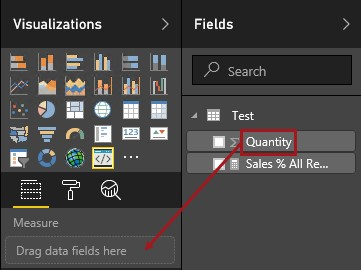 Visualizations
Fields
Search
Test
Quantity
Sales % All Re...
Measure
Drag data fields here